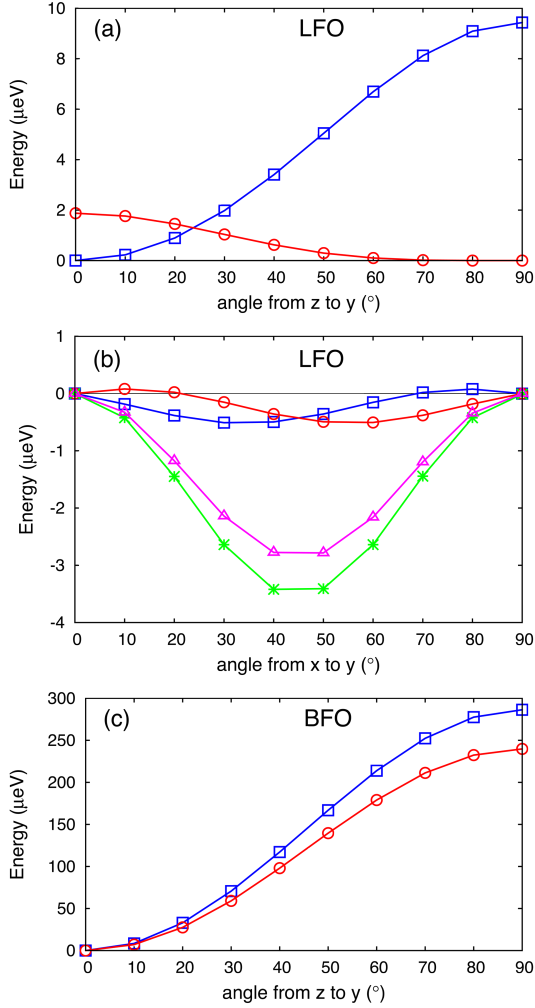 (a) LFO
Energy (μeV)
10
8
6
4
2
0
0 10 20 30 40 50 60 70 80 90
angle from z to y (°)
(b) LFO
Energy (μeV)
1
0
-1
-2
-3
-4
0 10 20 30 40 50 60 70 80 90
angle from x to y (°)
(c) BFO
Energy (μeV)
300
250
200
150
100
50
0
0 10 20 30 40 50 60 70 80 90
angle from z to y (°)